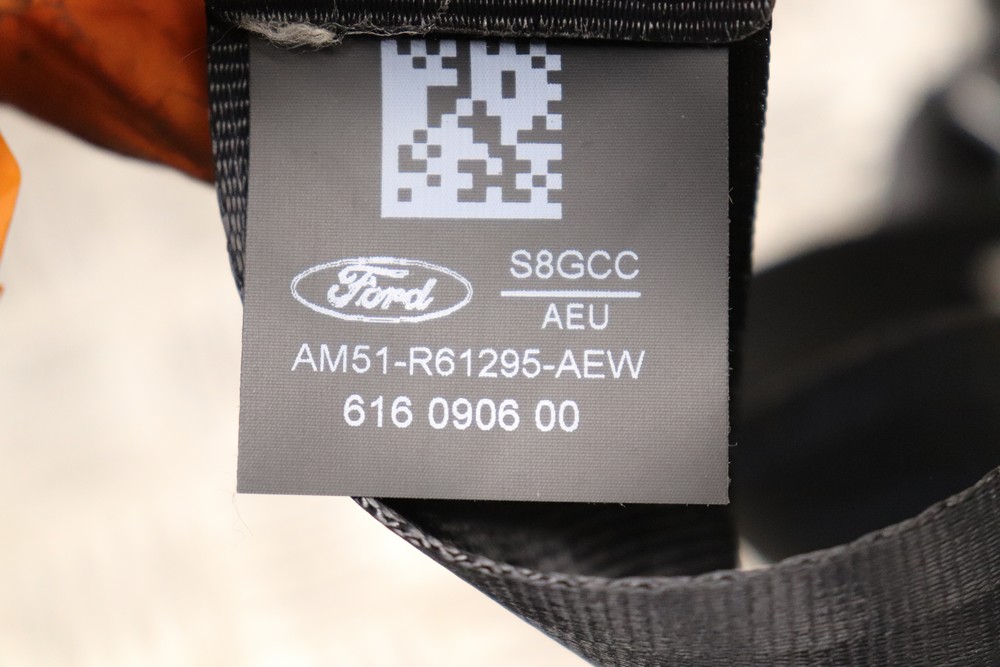 Ford
S8GCC
AEU
AM51-R61295-AEW
616 0906 00